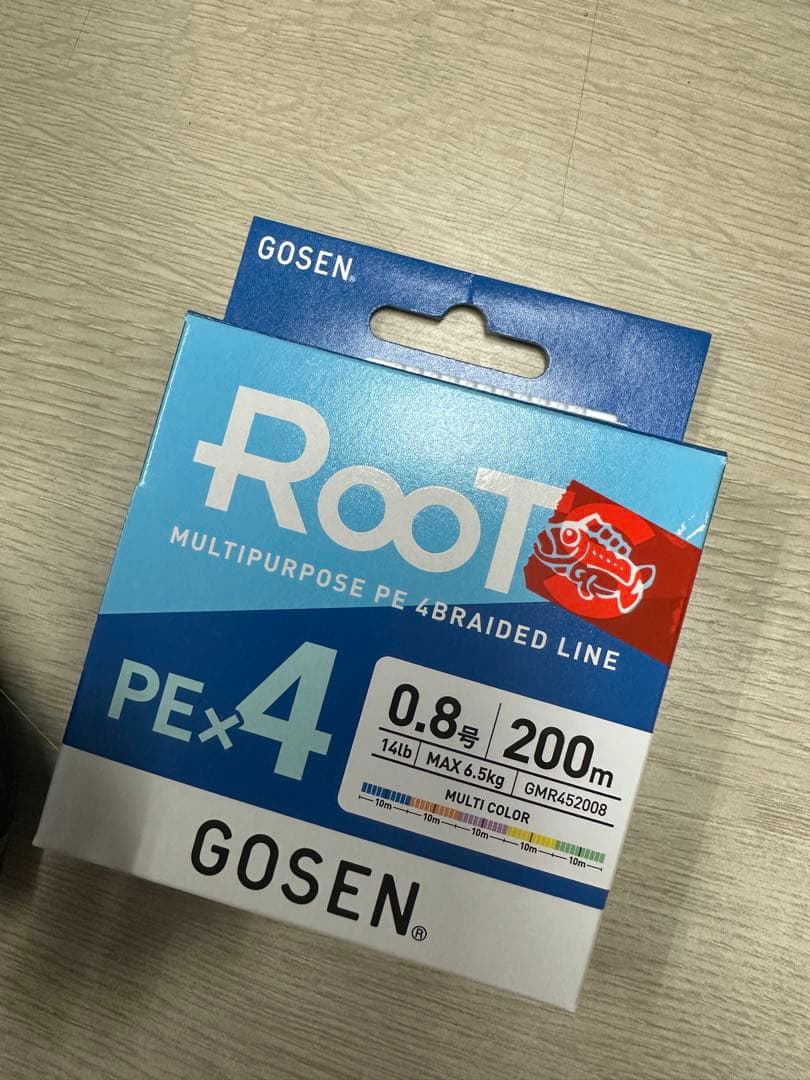 GOSEN®
ROOT
MULTIPURPOSE PE 4BRAIDED LINE
PE×4
0.8号 200m
14lb MAX 6.5kg GMR452008
MULTI COLOR
10m 10m 10m 10m 10m
GOSEN®